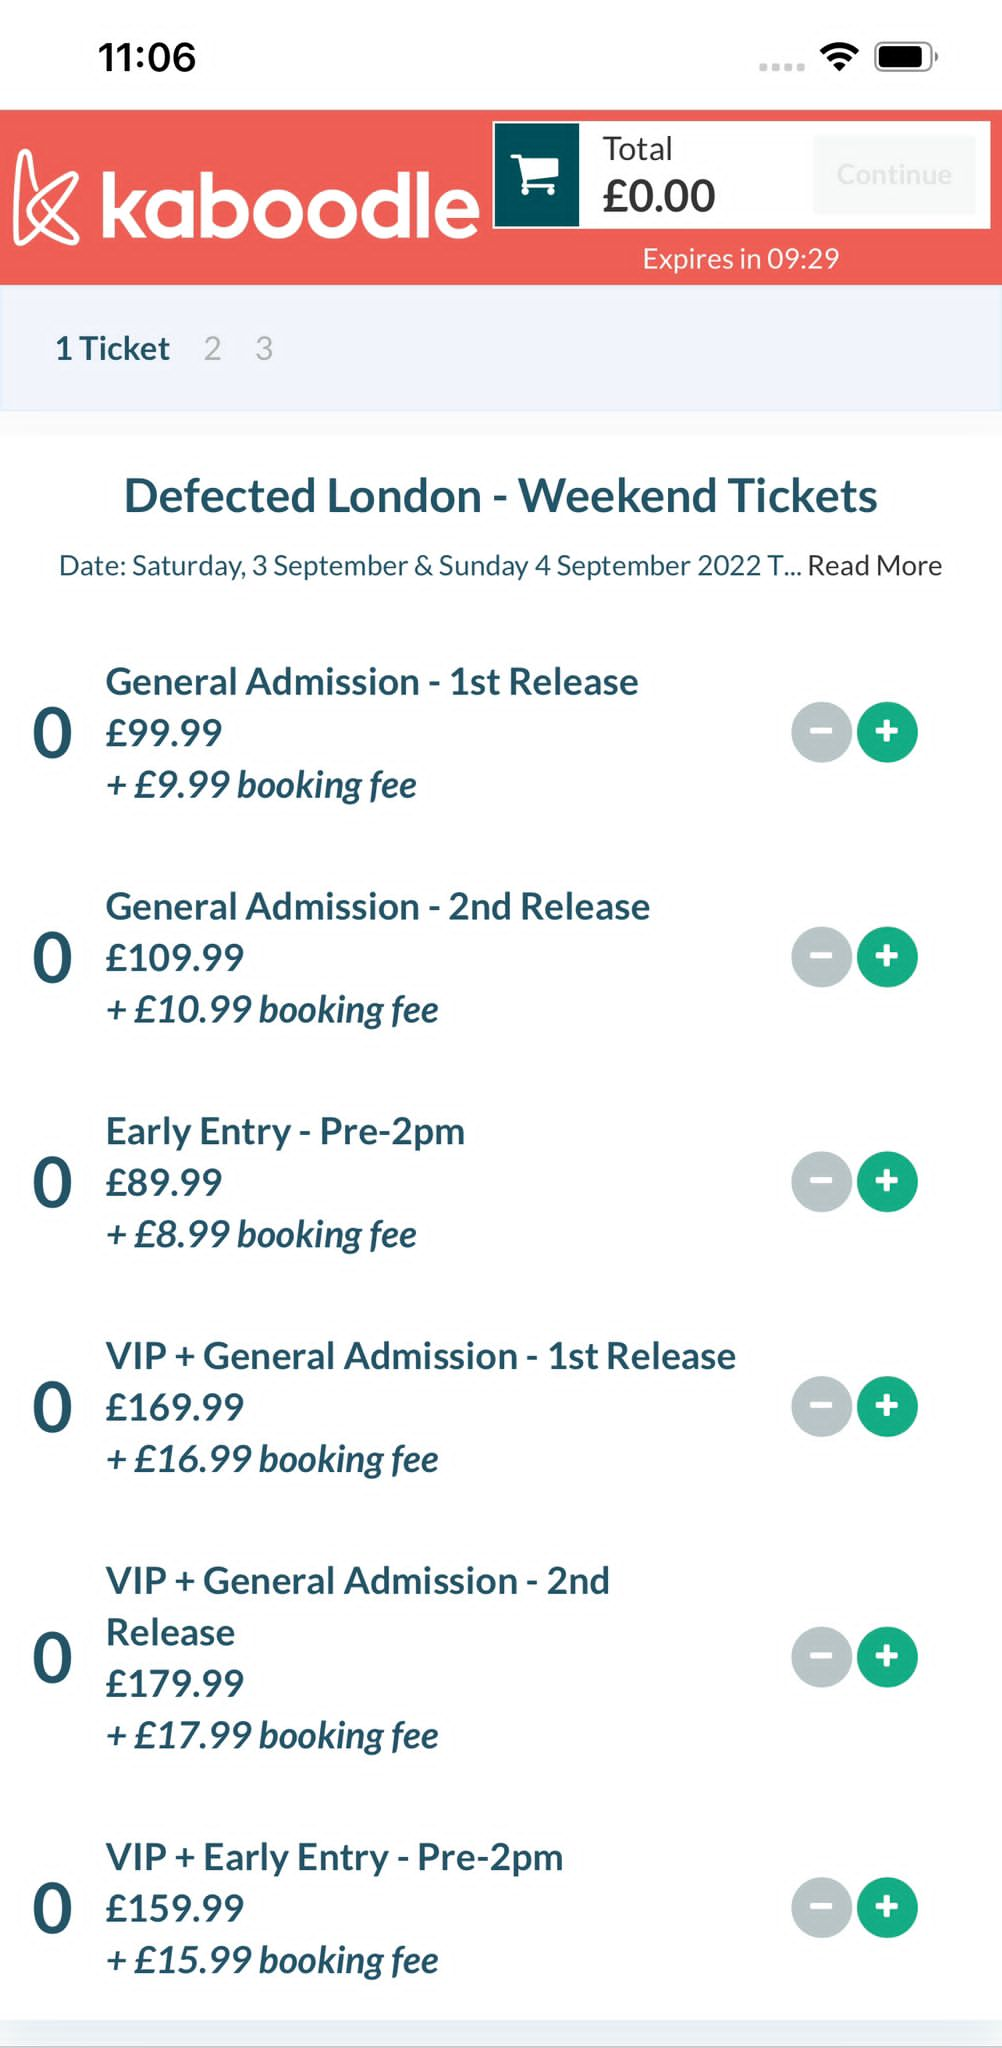 11:06
kaboodle
Total
£0.00
Continue
Expires in 09:29
1 Ticket 2 3
Defected London - Weekend Tickets
Date: Saturday, 3 September & Sunday 4 September 2022 T... Read More
General Admission - 1st Release
0 £99.99
+ £9.99 booking fee
General Admission - 2nd Release
0 £109.99
+ £10.99 booking fee
Early Entry - Pre-2pm
0 £89.99
+ £8.99 booking fee
VIP + General Admission - 1st Release
0 £169.99
+ £16.99 booking fee
VIP + General Admission - 2nd
Release
0 £179.99
+ £17.99 booking fee
VIP + Early Entry - Pre-2pm
0 £159.99
+ £15.99 booking fee